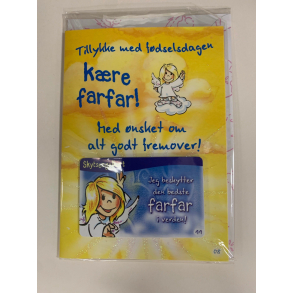 Tillykke med fødselsdagen
kære
farfar!
Med ønsket om
alt godt fremover!
Jeg beskytter
den bedste
farfar
i verden!